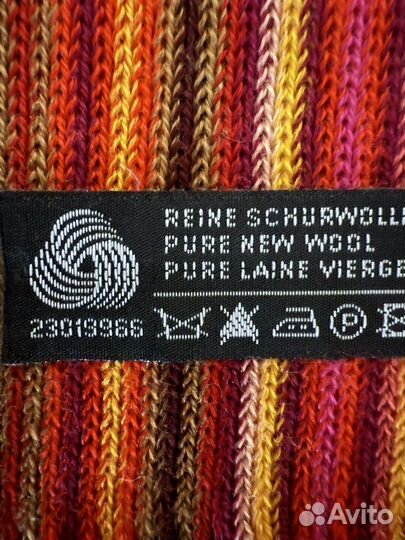 REINE SCHURWOLLE
PURE NEW WOOL
PURE LAINE VIERGE
23019966
P
Avito